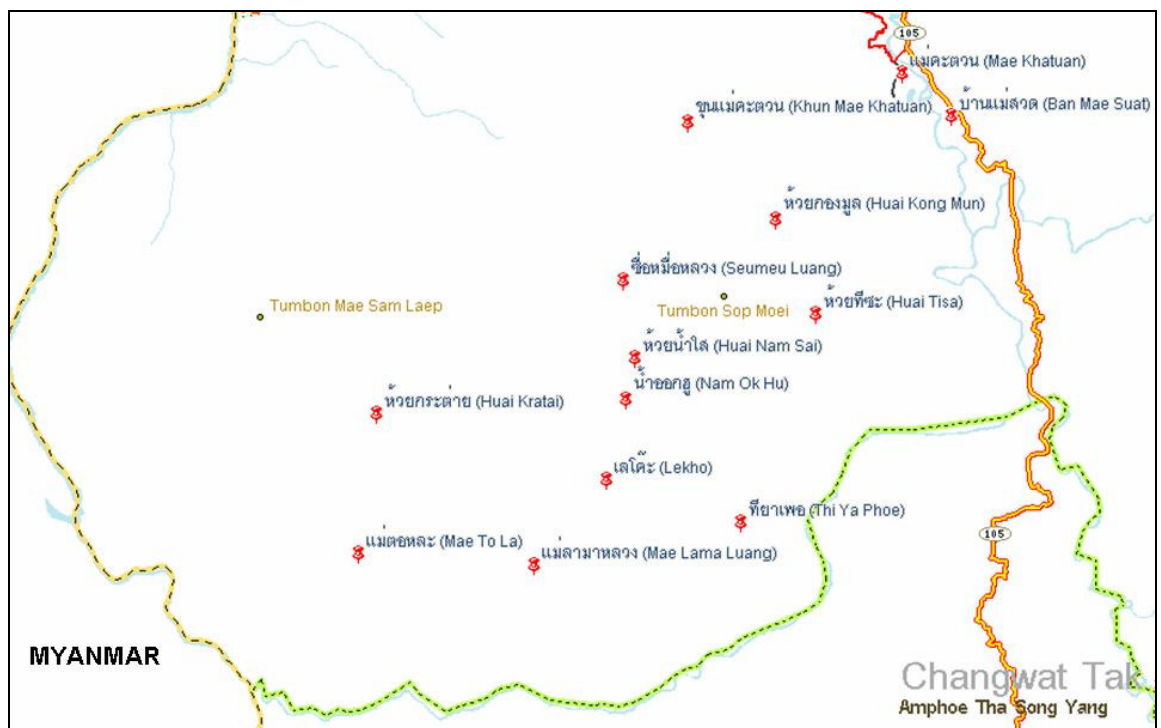 105
แม่คะตวน (Mae Khatuan)
ขุนแม่คะตวน (Khun Mae Khatuan)
บ้านแม่สวด (Ban Mae Suat)
ห้วยกองมูล (Huai Kong Mun)
ซื่อหมื่อหลวง (Seumeu Luang)
Tumbon Mae Sam Laep
Tumbon Sop Moei
ห้วยทีซะ (Huai Tisa)
ห้วยน้ำใส (Huai Nam Sai)
น้ำออกฮู (Nam Ok Hu)
ห้วยกระต่าย (Huai Kratai)
เลโค๊ะ (Lekho)
ทียาเพอ (Thi Ya Phoe)
105
แม่ตอหละ (Mae To La)
แม่ลามาหลวง (Mae Lama Luang)
MYANMAR
Changwat Tak
Amphoe Tha Song Yang